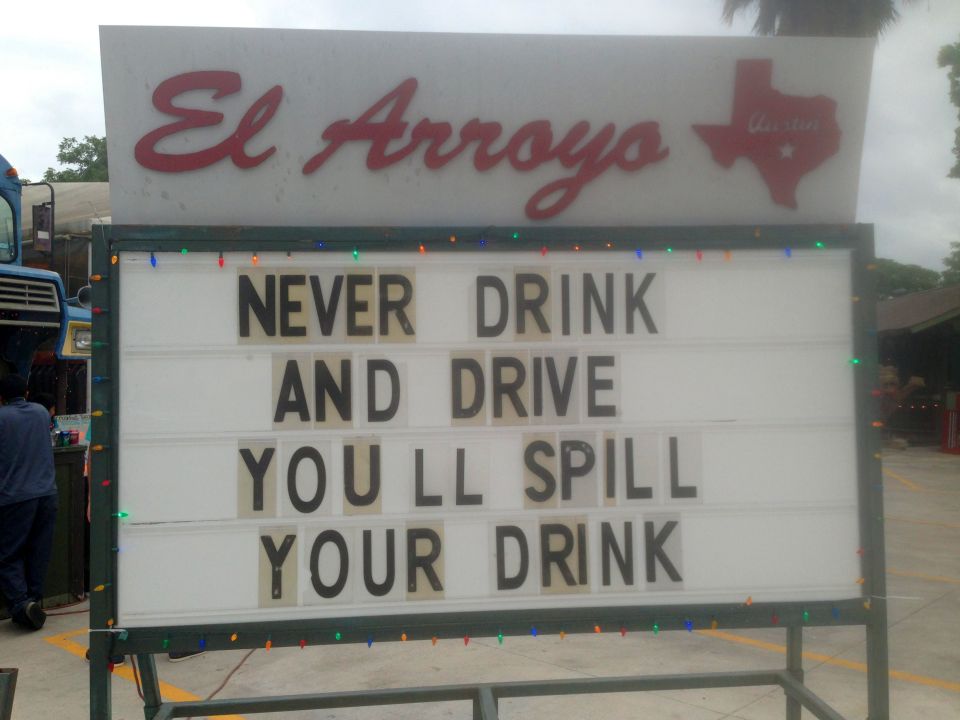 El Arroyo
Austin
NEVER DRINK
AND DRIVE
YOU LL SPILL
YOUR DRINK